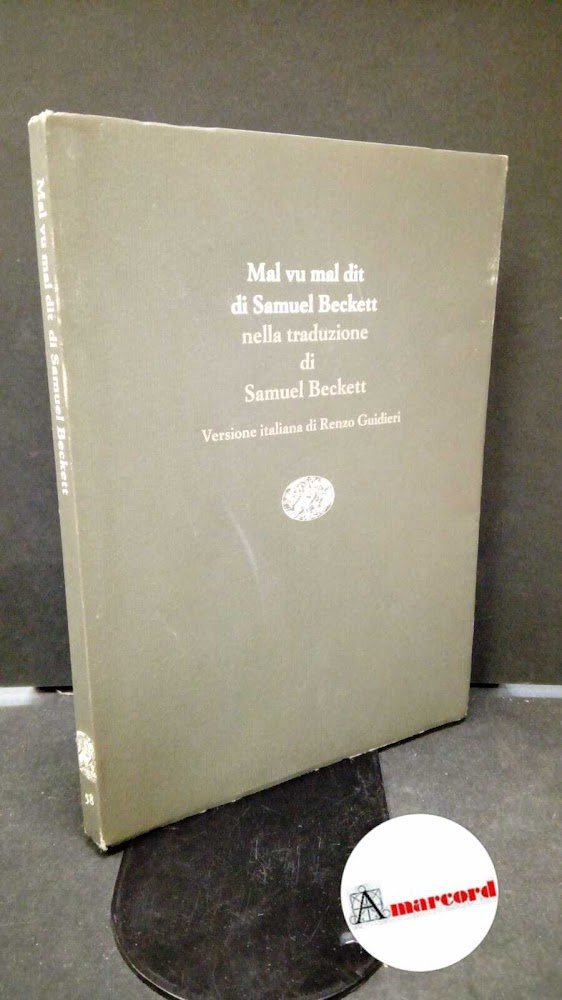 Mal vu mal dit
di Samuel Beckett
nella traduzione
di
Samuel Beckett
Versione italiana di Renzo Guidieri
Mal vu mal dit di Samuel Beckett
58
Amarcord